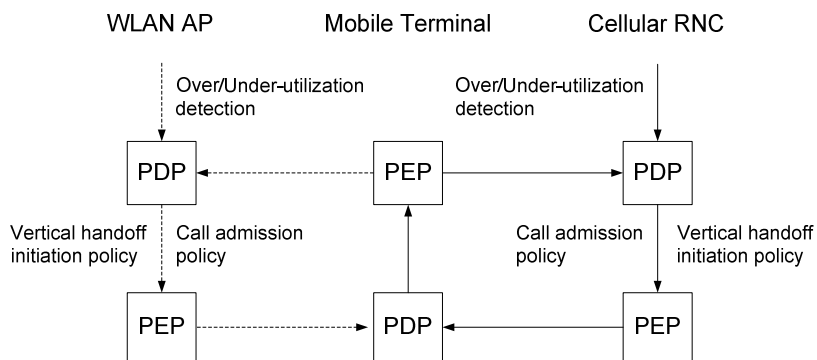 WLAN AP
Mobile Terminal
Cellular RNC
Over/Under-utilization
detection
Over/Under-utilization
detection
PDP
PEP
PDP
Vertical handoff
initiation policy
Call admission
policy
Call admission
policy
Vertical handoff
initiation policy
PEP
PDP
PEP